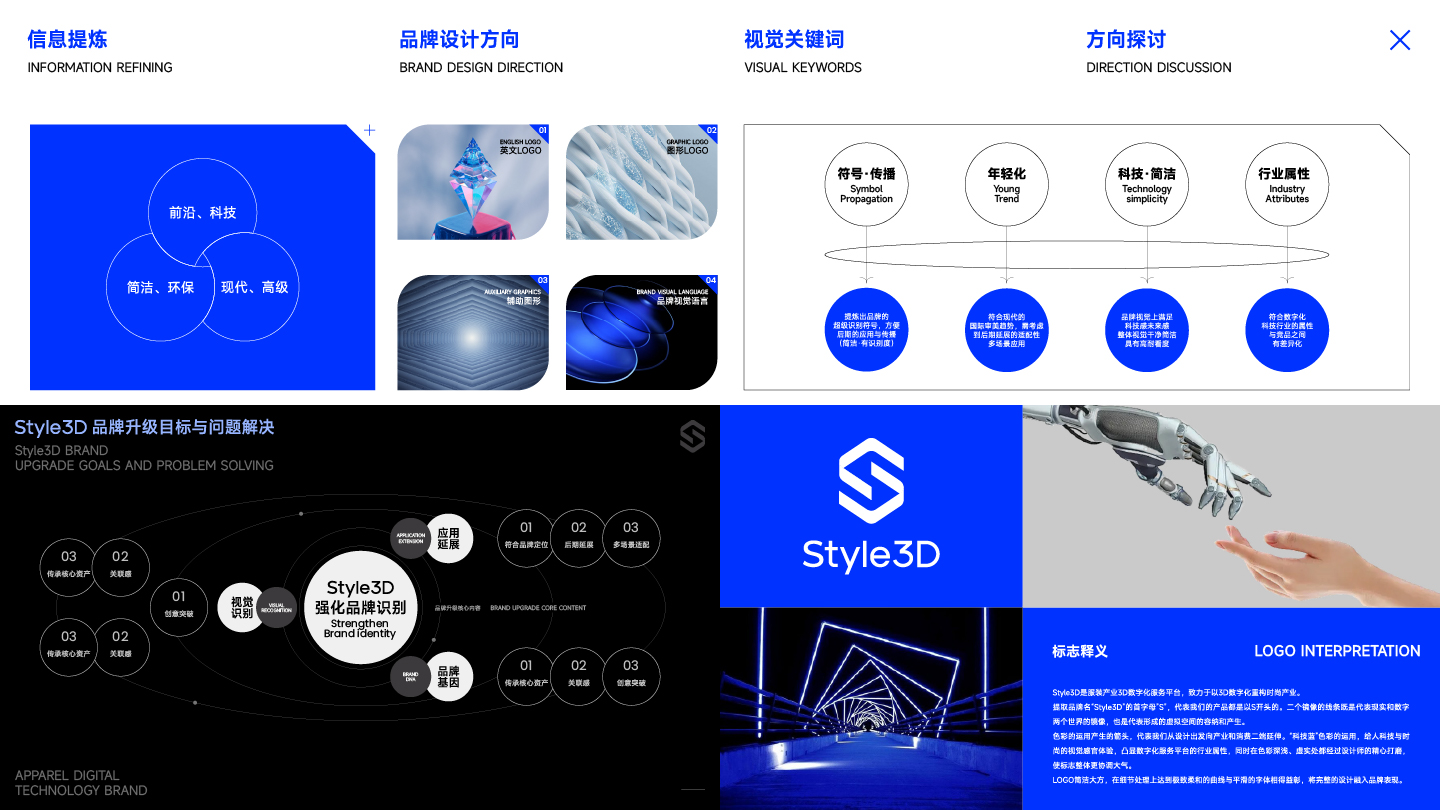 信息提炼
INFORMATION REFINING
品牌设计方向
BRAND DESIGN DIRECTION
视觉关键词
VISUAL KEYWORDS
方向探讨
DIRECTION DISCUSSION
前沿、科技
简洁、环保
现代、高级
01
ENGLISH LOGO
英文LOGO
02
GRAPHIC LOGO
图形LOGO
03
AUXILIARY GRAPHICS
辅助图形
04
BRAND VISUAL LANGUAGE
品牌视觉语言
符号·传播
Symbol
Propagation
年轻化
Young
Trend
科技·简洁
Technology
simplicity
行业属性
Industry
Attributes
提炼出品牌的
超级识别符号，方便
后期的应用与传播
（简洁·有识别度）
符合现代的
国际审美趋势，需考虑
到后期延展的适配性
多场景应用
品牌视觉上满足
科技感未来感
整体视觉干净简洁
具有高耐看度
符合数字化
科技行业的属性
与竞品之间
有差异化
Style3D 品牌升级目标与问题解决
Style3D BRAND
UPGRADE GOALS AND PROBLEM SOLVING
03
传承核心资产
02
关联感
01
创意突破
03
传承核心资产
02
关联感
视觉
识别
VISUAL
RECOGNITION
Style3D
强化品牌识别
Strengthen
Brand identity
APPLICATION
EXTENSION
应用
延展
01
符合品牌定位
02
后期延展
03
多场景适配
品牌升级核心内容
BRAND UPGRADE CORE CONTENT
BRAND
DNA
品牌
基因
01
传承核心资产
02
关联感
03
创意突破
APPAREL DIGITAL
TECHNOLOGY BRAND
Style3D
标志释义
LOGO INTERPRETATION
Style3D是服装产业3D数字化服务平台，致力于以3D数字化重构时尚产业。
提取品牌名"Style3D"的首字母"S"，代表我们的产品都是以S开头的。二个镜像的线条既是代表现实和数字
两个世界的镜像，也是代表形成的虚拟空间的容纳和产生。
色彩的运用产生的箭头，代表我们从设计出发向产业和消费二端延伸。"科技蓝"色彩的运用，给人科技与时
尚的视觉感官体验，凸显数字化服务平台的行业属性，同时在色彩深浅、虚实处都经过设计师的精心打磨，
使标志整体更协调大气。
LOGO简洁大方，在细节处理上达到极致柔和的曲线与平滑的字体相得益彰，将完整的设计融入品牌表现。